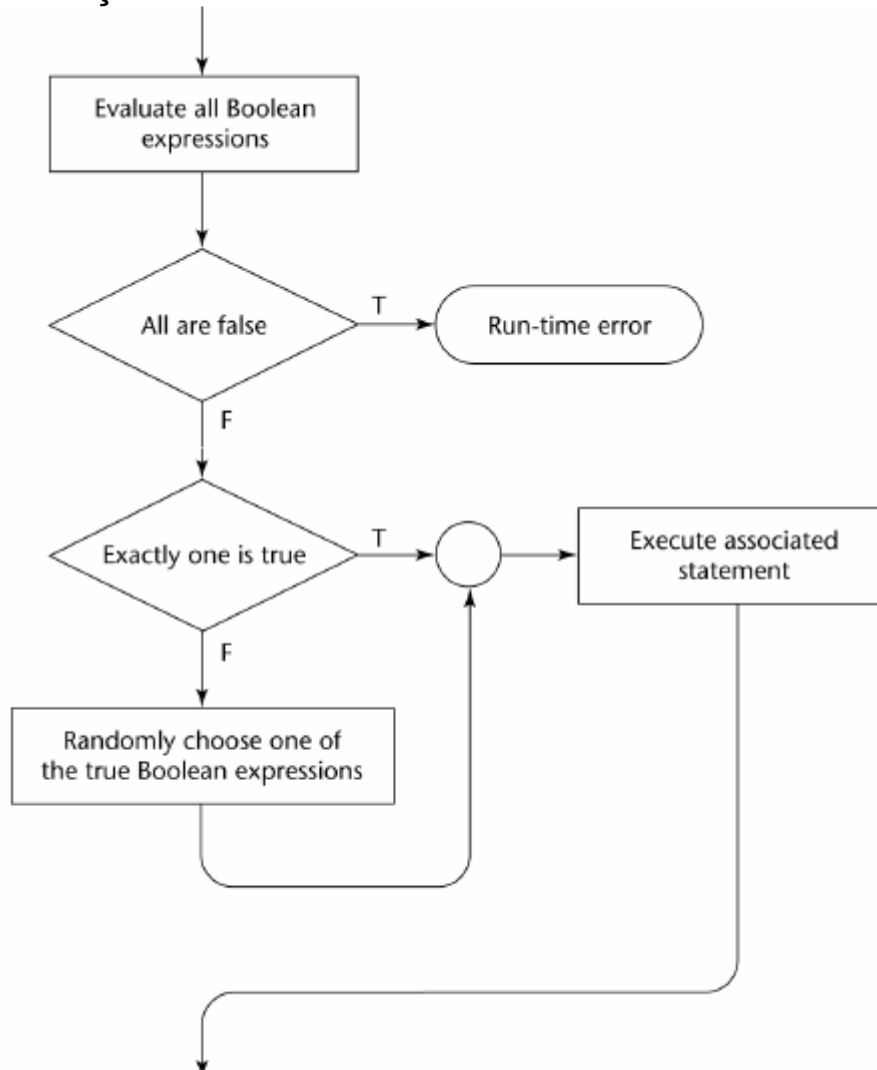 Evaluate all Boolean
expressions
All are false
T
Run-time error
F
Exactly one is true
T
Execute associated
statement
F
Randomly choose one of
the true Boolean expressions